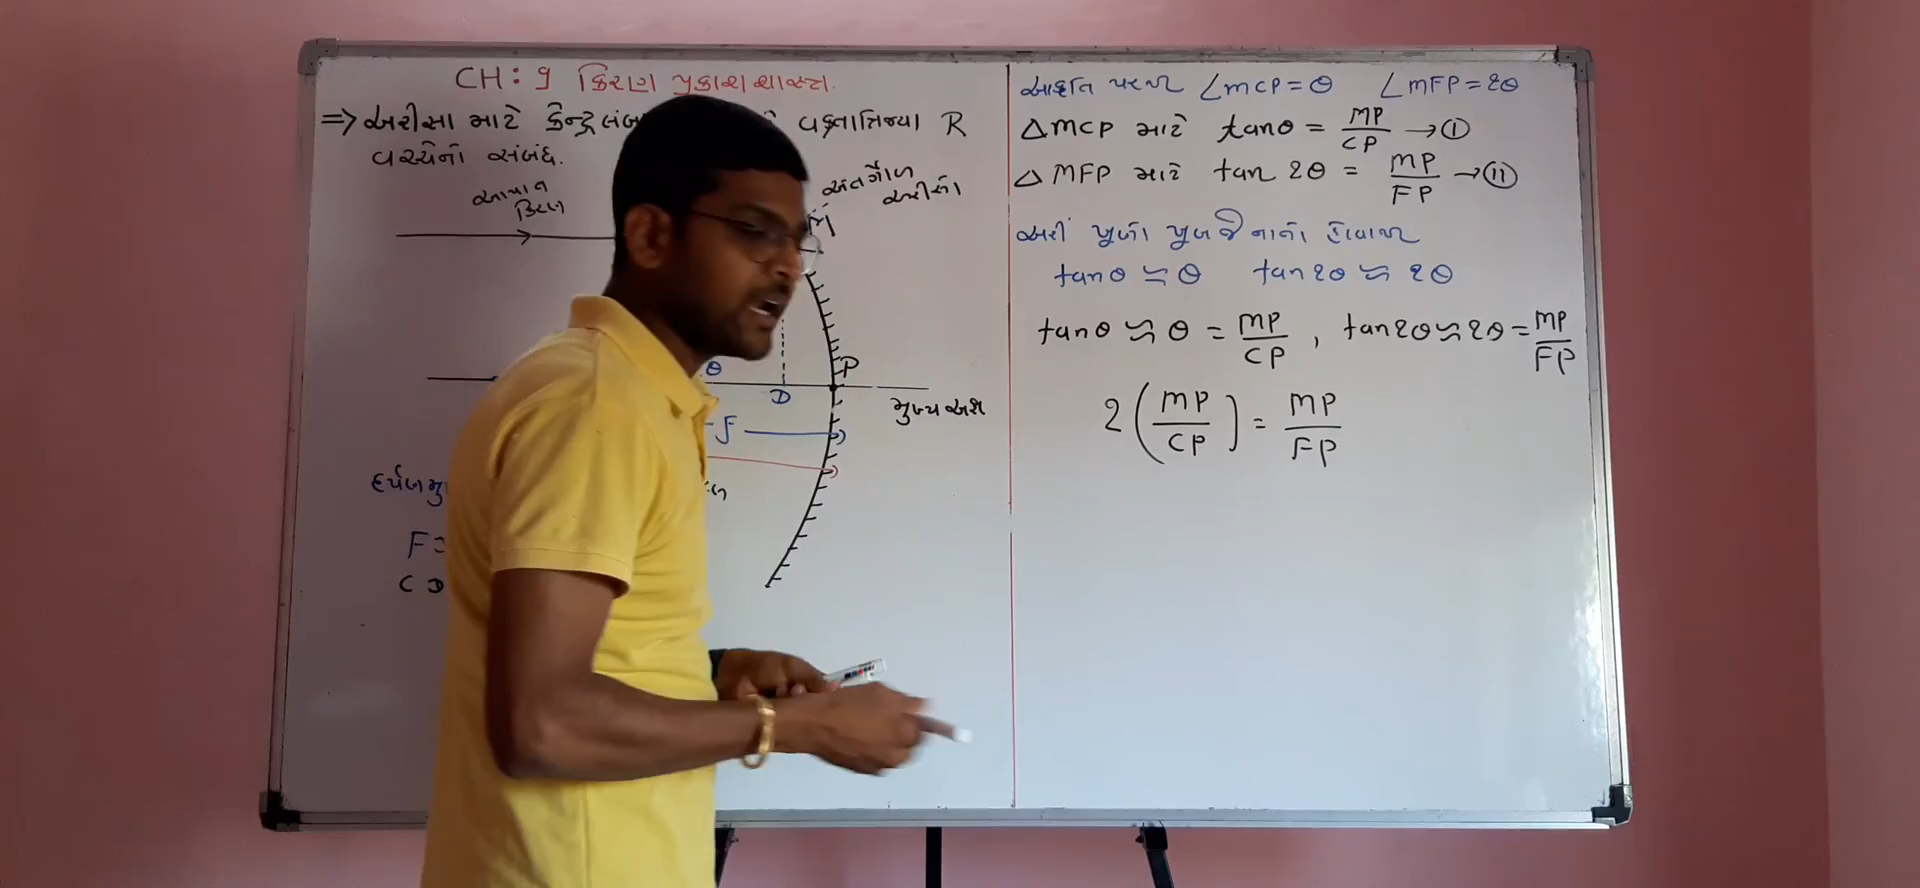 CH : 9 કિરણ પ્રકાશશાસ્ત્ર.
⇒ અરીસા માટે કેન્દ્રલંબા વક્રતાત્રિજ્યા R
વચ્ચેનો સંબંધ.
આપાત
કિરણ
અંતર્ગોળ
અરીસો
M
θ
D
P
મુખ્ય અક્ષ
f
F =
આકૃતિ પરથી ∠MCP = θ ∠MFP = 2θ
△MCP માટે tanθ = MP/CP → (I)
△MFP માટે tan 2θ = MP/FP → (II)
અહીં ખૂણો ખૂબ જ નાનો હોવાથી
tanθ ≈ θ tan2θ ≈ 2θ
tanθ ≈ θ = MP/CP , tan2θ ≈ 2θ = MP/FP
2(MP/CP) = MP/FP